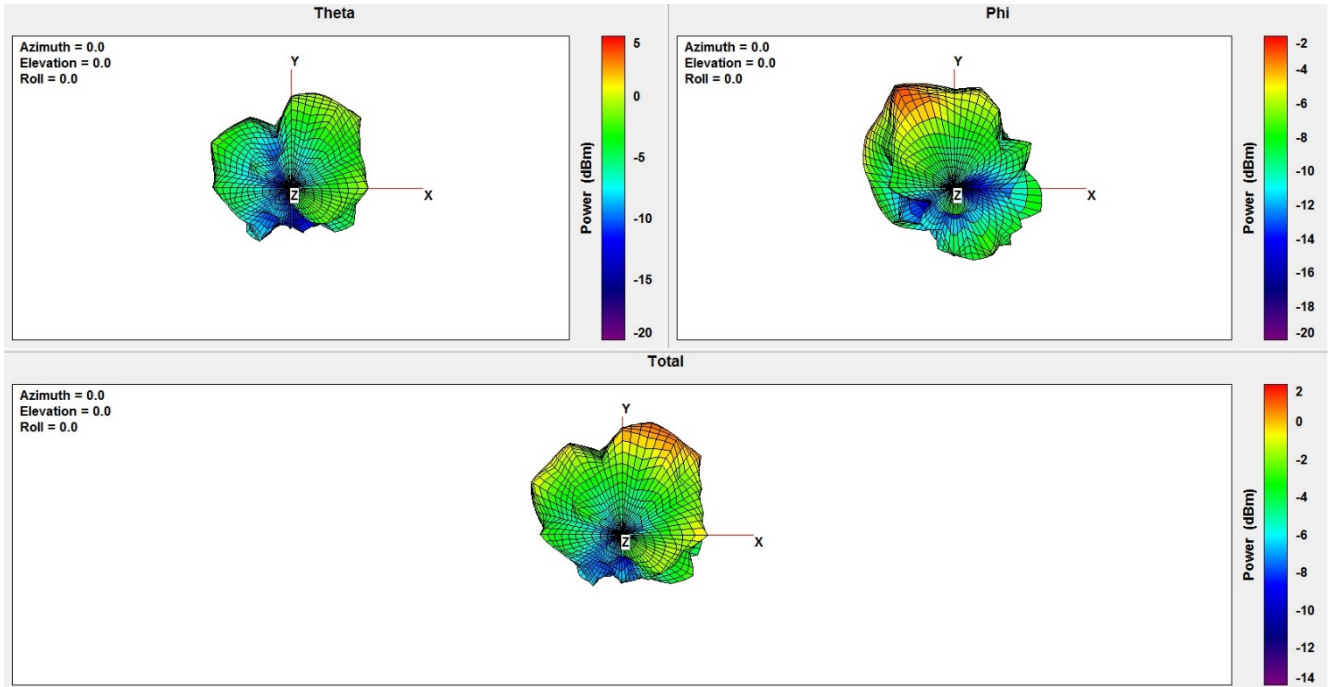 Theta
Azimuth = 0.0
Elevation = 0.0
Roll = 0.0
Y
X
Z
5
0
-5
-10
-15
-20
Power (dBm)
Phi
Azimuth = 0.0
Elevation = 0.0
Roll = 0.0
Y
X
Z
-2
-4
-6
-8
-10
-12
-14
-16
-18
-20
Power (dBm)
Total
Azimuth = 0.0
Elevation = 0.0
Roll = 0.0
Y
X
Z
2
0
-2
-4
-6
-8
-10
-12
-14
Power (dBm)